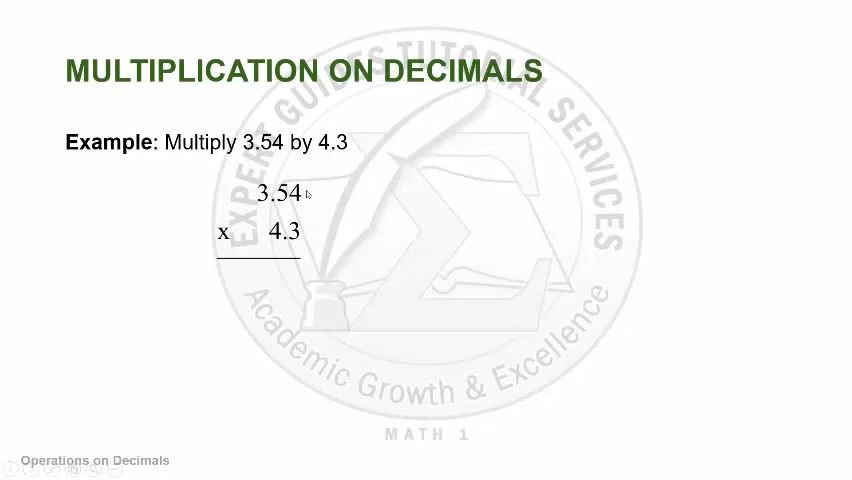 MULTIPLICATION ON DECIMALS
Example: Multiply 3.54 by 4.3
3.54
x 4.3
EXPERT GUIDES TUTORIAL SERVICES
Academic Growth & Excellence
MATH 1
Operations on Decimals